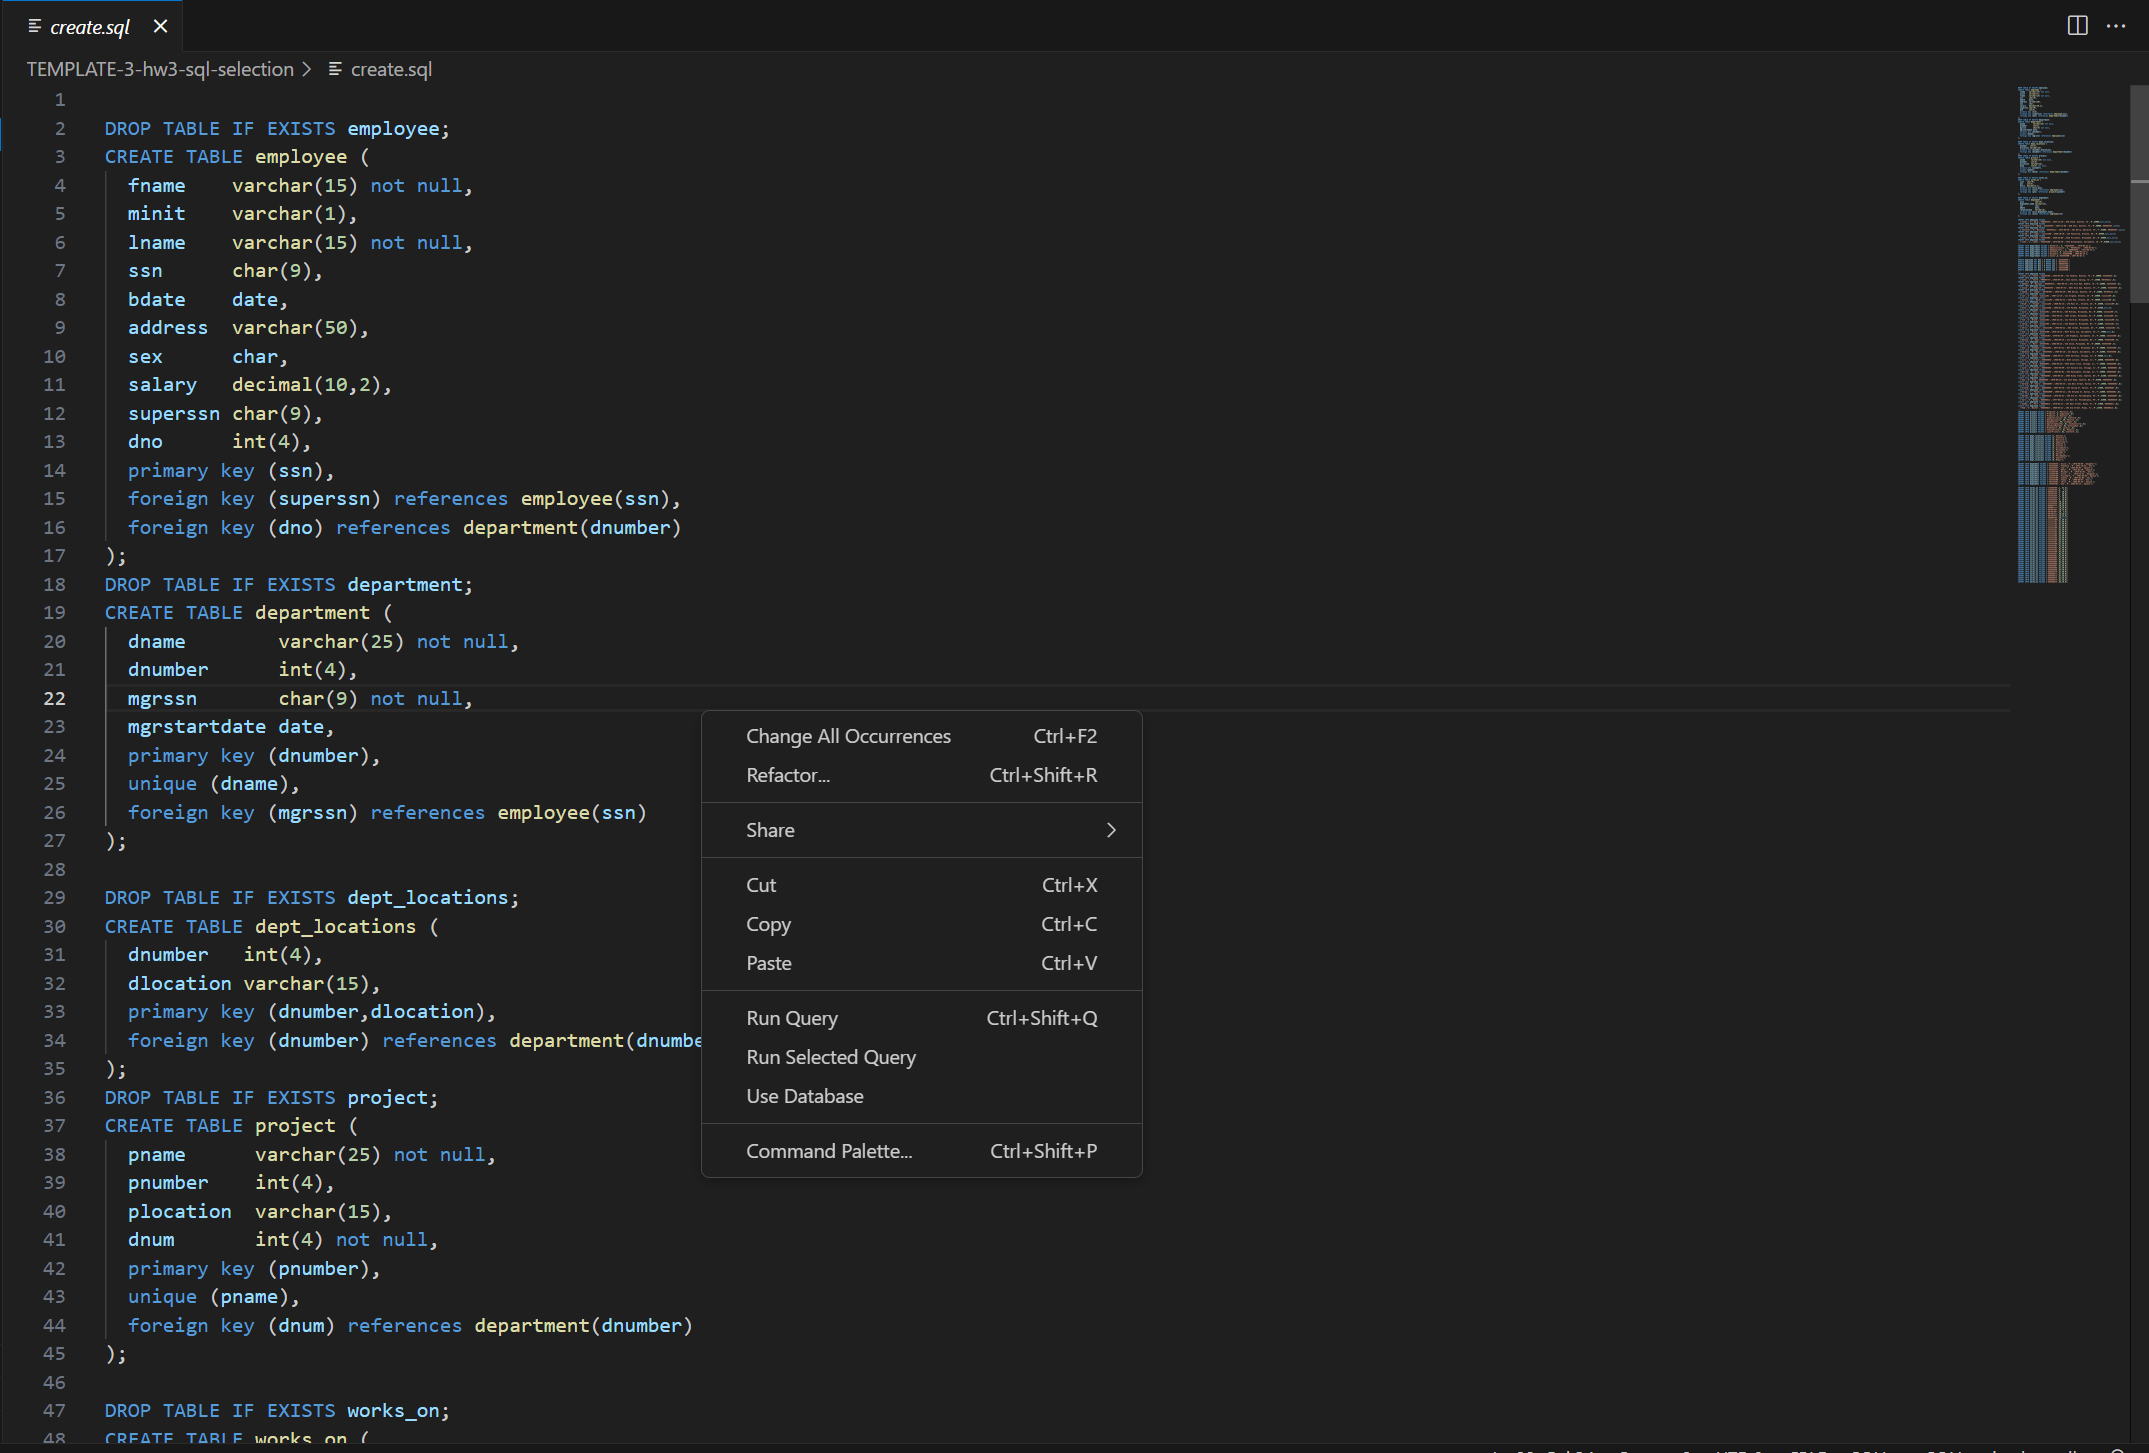 create.sql
TEMPLATE-3-hw3-sql-selection > create.sql
1
2 DROP TABLE IF EXISTS employee;
3 CREATE TABLE employee (
4   fname    varchar(15) not null,
5   minit    varchar(1),
6   lname    varchar(15) not null,
7   ssn      char(9),
8   bdate    date,
9   address  varchar(50),
10   sex      char,
11   salary   decimal(10,2),
12   superssn char(9),
13   dno      int(4),
14   primary key (ssn),
15   foreign key (superssn) references employee(ssn),
16   foreign key (dno) references department(dnumber)
17 );
18 DROP TABLE IF EXISTS department;
19 CREATE TABLE department (
20   dname        varchar(25) not null,
21   dnumber      int(4),
22   mgrssn       char(9) not null,
23   mgrstartdate date,
24   primary key (dnumber),
25   unique (dname),
26   foreign key (mgrssn) references employee(ssn)
27 );
28
29 DROP TABLE IF EXISTS dept_locations;
30 CREATE TABLE dept_locations (
31   dnumber   int(4),
32   dlocation varchar(15),
33   primary key (dnumber,dlocation),
34   foreign key (dnumber) references department(dnumbe
35 );
36 DROP TABLE IF EXISTS project;
37 CREATE TABLE project (
38   pname      varchar(25) not null,
39   pnumber    int(4),
40   plocation  varchar(15),
41   dnum       int(4) not null,
42   primary key (pnumber),
43   unique (pname),
44   foreign key (dnum) references department(dnumber)
45 );
46
47 DROP TABLE IF EXISTS works_on;
48 CREATE TABLE works_on (
Change All Occurrences Ctrl+F2
Refactor... Ctrl+Shift+R
Share
Cut Ctrl+X
Copy Ctrl+C
Paste Ctrl+V
Run Query Ctrl+Shift+Q
Run Selected Query
Use Database
Command Palette... Ctrl+Shift+P